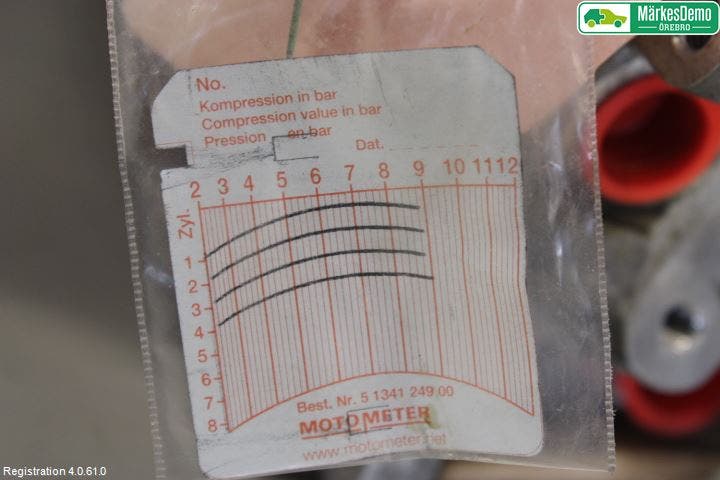 MärkesDemo
ÖREBRO
No.
Kompression in bar
Compression value in bar
Pression en bar
Dat.
2 3 4 5 6 7 8 9 10 11 12
Zyl.
1
2
3
4
5
6
7
8
Best. Nr. 5 1341 249 00
MOTOMETER
www.motometer.net
Registration 4.0.61.0